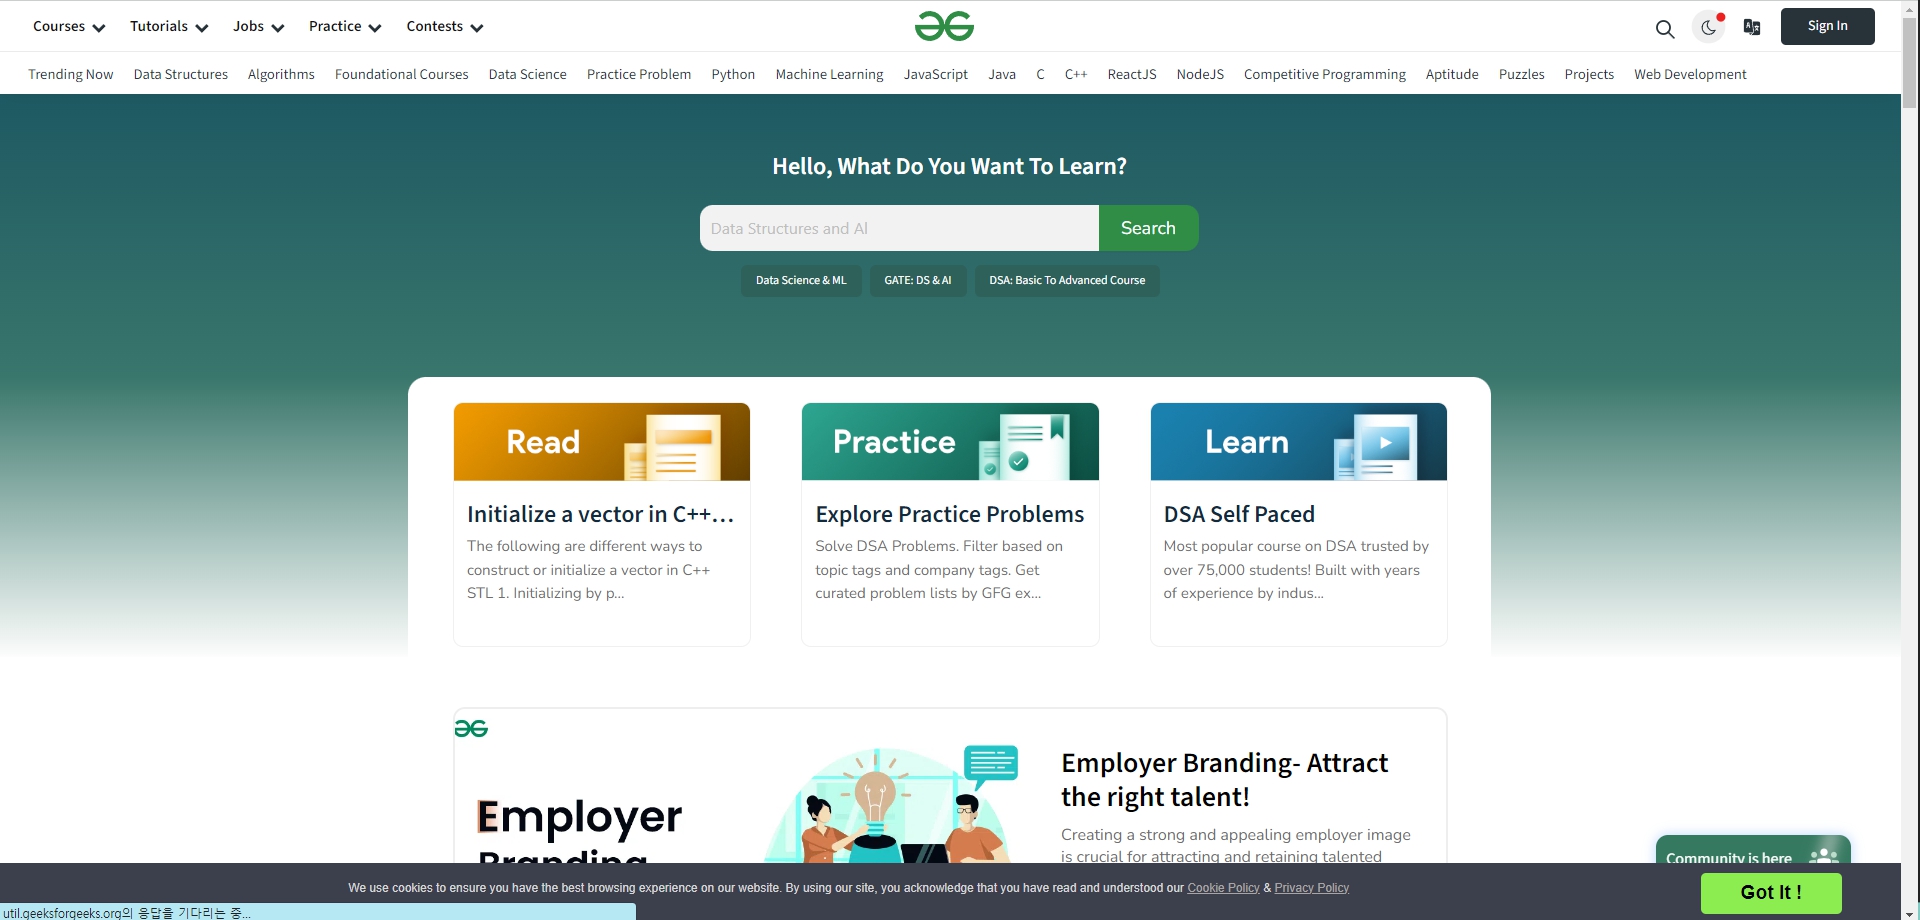 Courses Tutorials Jobs Practice Contests Sign In
Trending Now Data Structures Algorithms Foundational Courses Data Science Practice Problem Python Machine Learning JavaScript Java C C++ ReactJS NodeJS Competitive Programming Aptitude Puzzles Projects Web Development
Hello, What Do You Want To Learn?
Data Structures and Al Search
Data Science & ML GATE: DS & AI DSA: Basic To Advanced Course
Read
Initialize a vector in C++...
The following are different ways to
construct or initialize a vector in C++
STL 1. Initializing by p...
Practice
Explore Practice Problems
Solve DSA Problems. Filter based on
topic tags and company tags. Get
curated problem lists by GFG ex...
Learn
DSA Self Paced
Most popular course on DSA trusted by
over 75,000 students! Built with years
of experience by indus...
Employer
Branding
Employer Branding- Attract
the right talent!
Creating a strong and appealing employer image
is crucial for attracting and retaining talented
Community is here
We use cookies to ensure you have the best browsing experience on our website. By using our site, you acknowledge that you have read and understood our Cookie Policy & Privacy Policy
Got It !
util.geeksforgeeks.org의 응답을 기다리는 중...